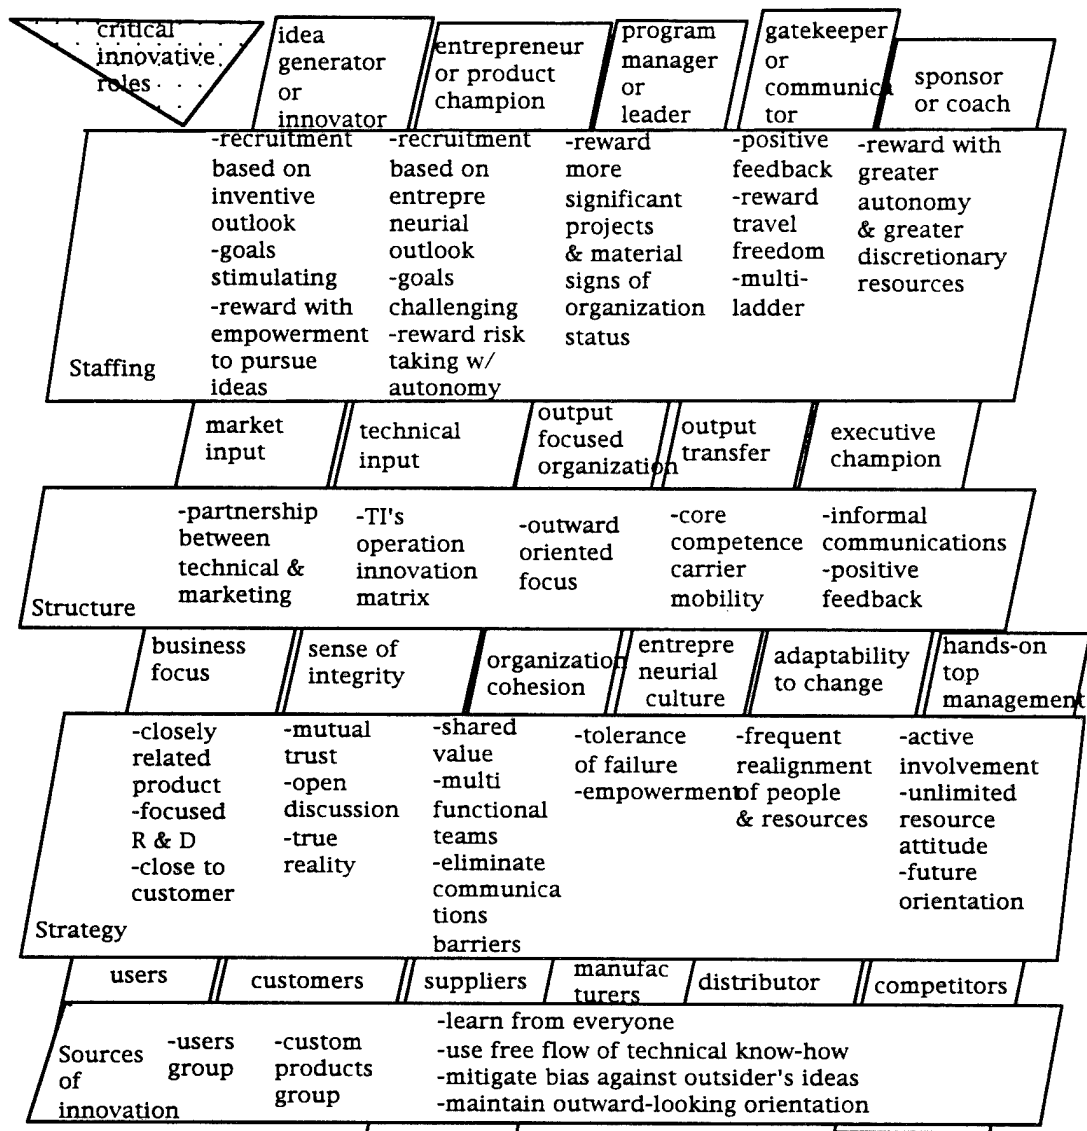 critical
innovative
roles
idea
generator
or
innovator
entrepreneur
or product
champion
program
manager
or
leader
gatekeeper
or
communica
tor
sponsor
or coach
Staffing
-recruitment
based on
inventive
outlook
-goals
stimulating
-reward with
empowerment
to pursue
ideas
-recruitment
based on
entrepre
neurial
outlook
-goals
challenging
-reward risk
taking w/
autonomy
-reward
more
significant
projects
& material
signs of
organization
status
-positive
feedback
-reward
travel
freedom
-multi-
ladder
-reward with
greater
autonomy
& greater
discretionary
resources
market
input
technical
input
output
focused
organization
output
transfer
executive
champion
Structure
-partnership
between
technical &
marketing
-TI's
operation
innovation
matrix
-outward
oriented
focus
-core
competence
carrier
mobility
-informal
communications
-positive
feedback
business
focus
sense of
integrity
organization
cohesion
entrepre
neurial
culture
adaptability
to change
hands-on
top
management
Strategy
-closely
related
product
-focused
R & D
-close to
customer
-mutual
trust
-open
discussion
-true
reality
-shared
value
-multi
functional
teams
-eliminate
communica
tions
barriers
-tolerance
of failure
-empowerment
-frequent
realignment
of people
& resources
-active
involvement
-unlimited
resource
attitude
-future
orientation
users
customers
suppliers
manufac
turers
distributor
competitors
Sources
of
innovation
-users
group
-custom
products
group
-learn from everyone
-use free flow of technical know-how
-mitigate bias against outsider's ideas
-maintain outward-looking orientation